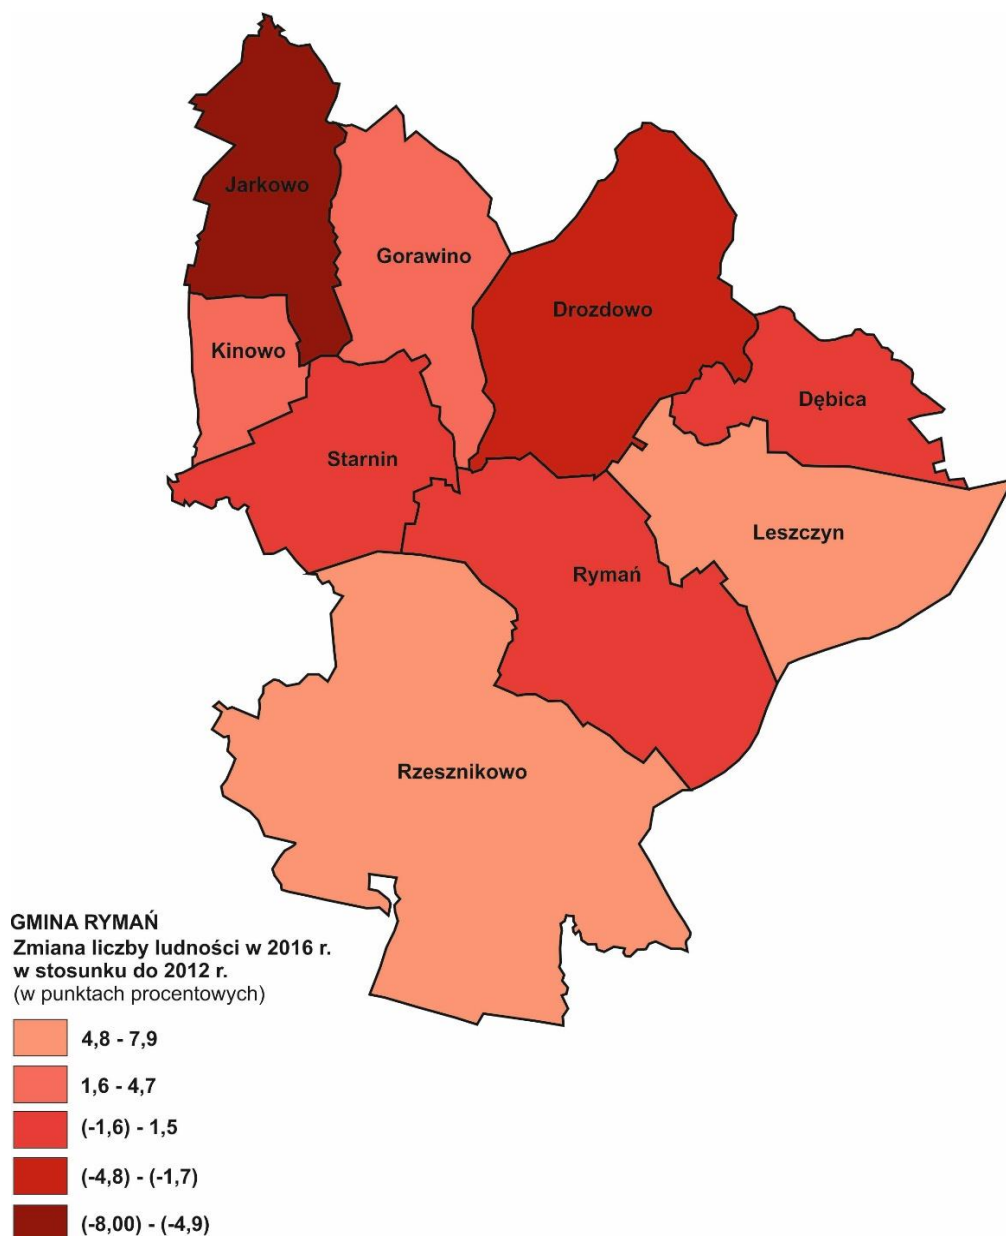 Jarkowo
Gorawino
Drozdowo
Kinowo
Dębica
Starnin
Leszczyn
Rymań
Rzesznikowo
GMINA RYMAŃ
Zmiana liczby ludności w 2016 r.
w stosunku do 2012 r.
(w punktach procentowych)
4,8 - 7,9
1,6 - 4,7
(-1,6) - 1,5
(-4,8) - (-1,7)
(-8,00) - (-4,9)